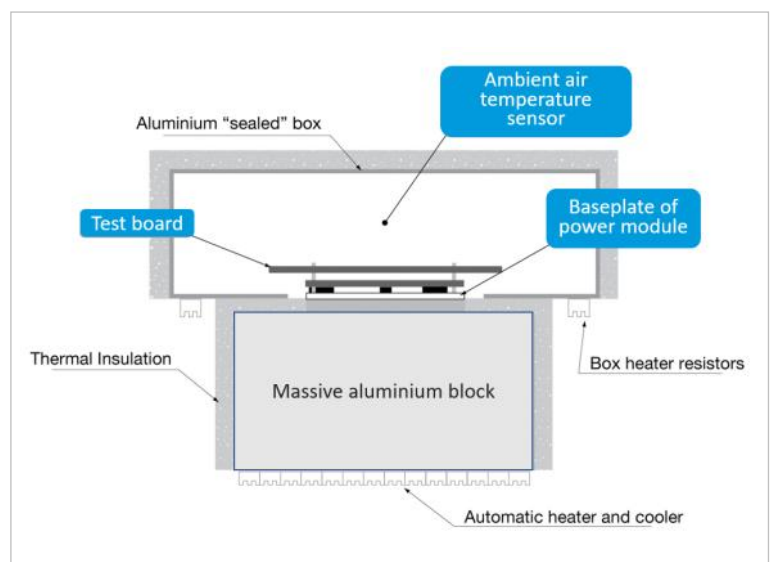 Ambient air
temperature
sensor
Aluminium “sealed” box
Test board
Baseplate of
power module
Thermal Insulation
Box heater resistors
Massive aluminium block
Automatic heater and cooler